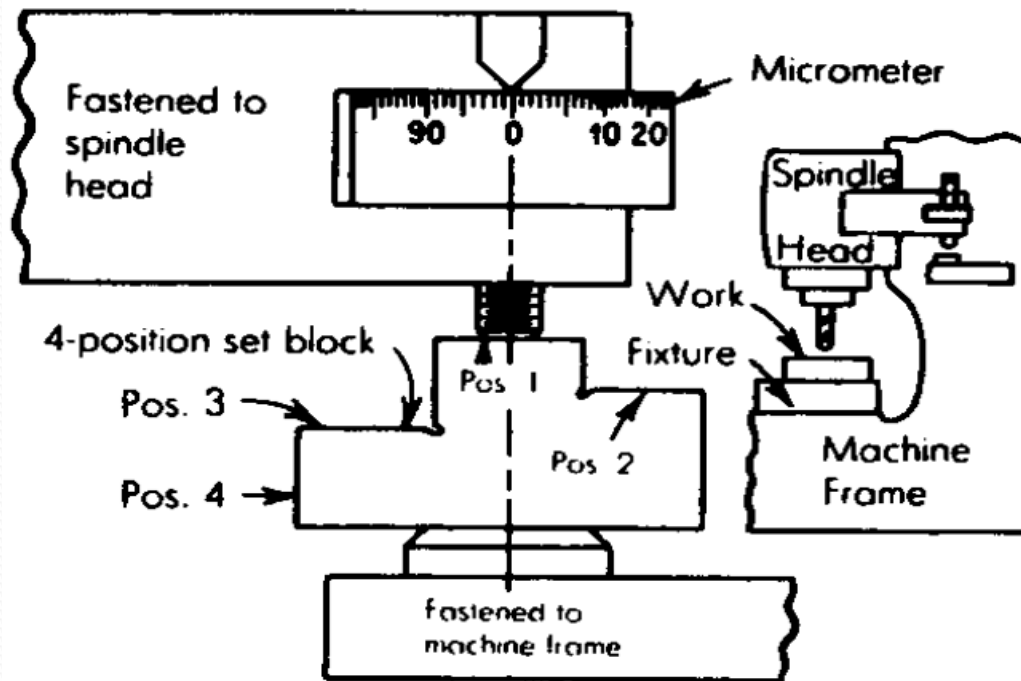 Fastened to
spindle
head
90 0 10 20
Micrometer
Spindle
Head
4-position set block
Pos. 3
Pos 1
Pos. 4
Pos 2
Work
Fixture
Machine
Frame
Fastened to
machine frame